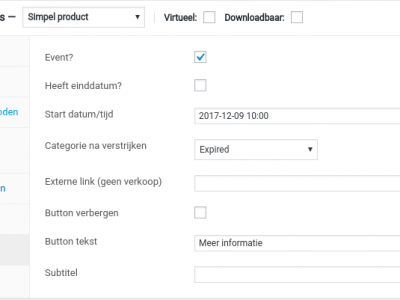 s — Simpel product Virtueel: Downloadbaar:
Event?
Heeft einddatum?
oden
Start datum/tijd 2017-12-09 10:00
Categorie na verstrijken Expired
Externe link (geen verkoop)
n
Button verbergen
Button tekst Meer informatie
Subtitel